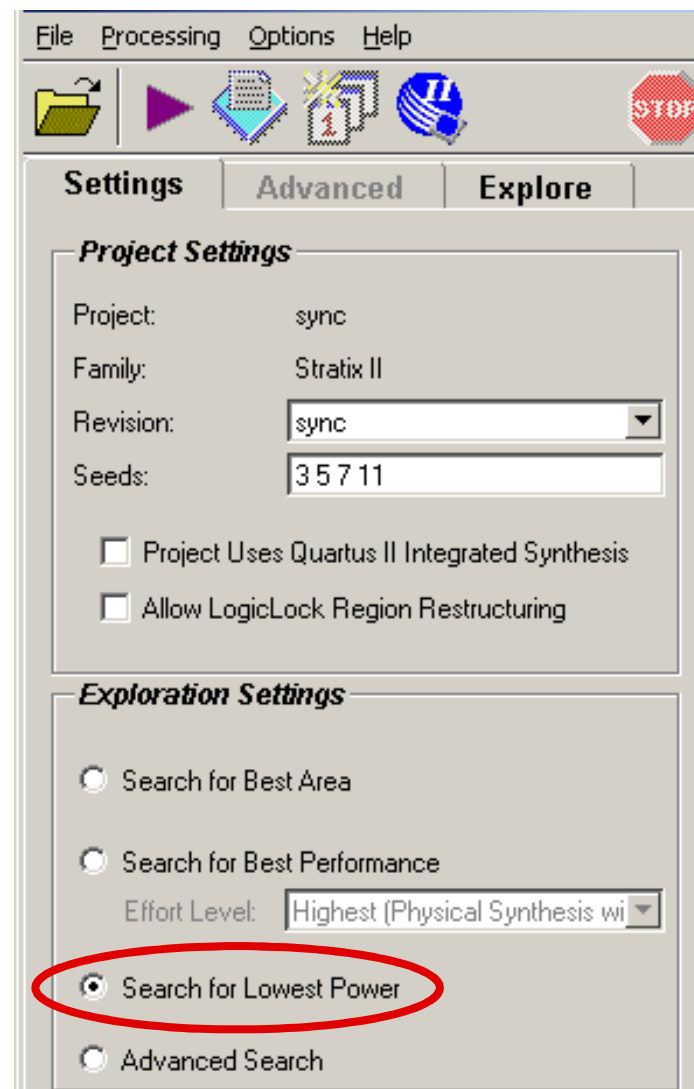 File Processing Options Help
1 II STOP
Settings Advanced Explore
Project Settings
Project: sync
Family: Stratix II
Revision: sync
Seeds: 3 5 7 11
Project Uses Quartus II Integrated Synthesis
Allow LogicLock Region Restructuring
Exploration Settings
Search for Best Area
Search for Best Performance
Effort Level: Highest (Physical Synthesis wi
Search for Lowest Power
Advanced Search